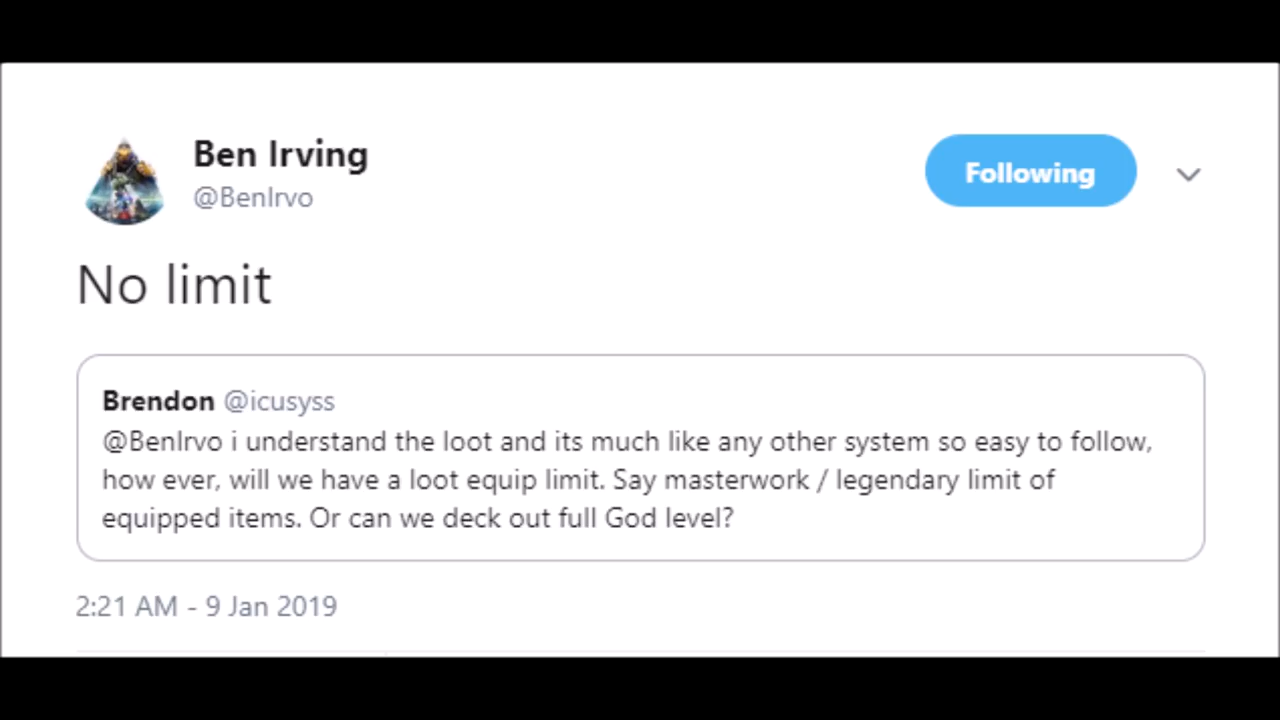 Ben Irving
@BenIrvo
Following
No limit
Brendon @icusyss
@BenIrvo i understand the loot and its much like any other system so easy to follow,
how ever, will we have a loot equip limit. Say masterwork / legendary limit of
equipped items. Or can we deck out full God level?
2:21 AM - 9 Jan 2019